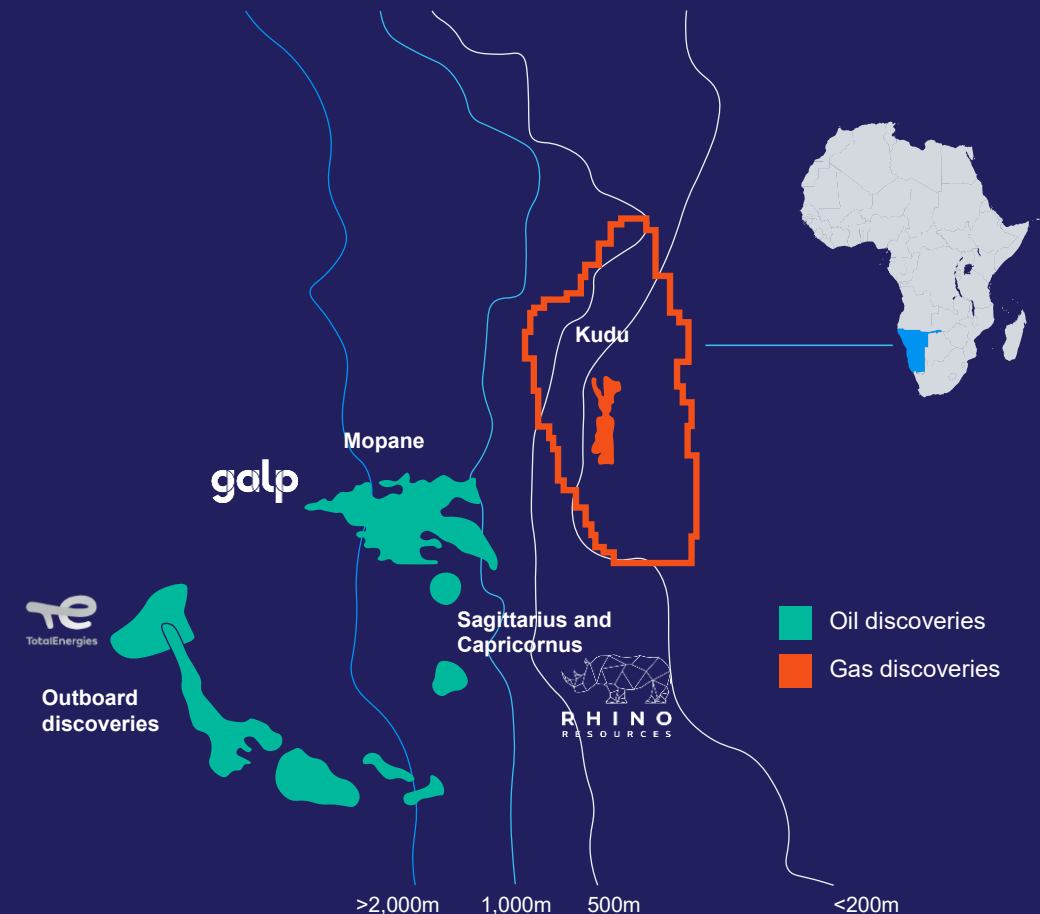 Kudu
Mopane
galp
TotalEnergies
Sagittarius and
Capricornus
Oil discoveries
Gas discoveries
RHINO
RESOURCES
Outboard
discoveries
>2,000m
1,000m
500m
<200m